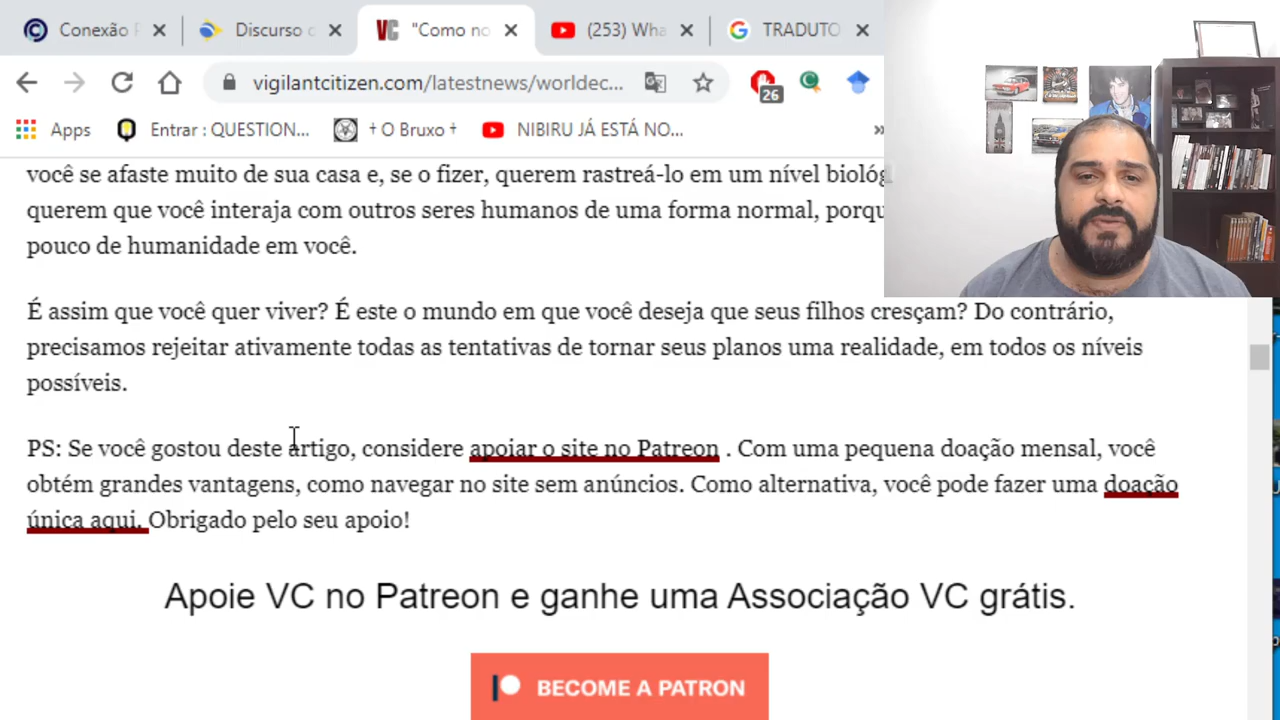 Conexão
Discurso
VC "Como no
(253) Wha
TRADUTO
vigilantcitizen.com/latestnews/worldec...
26
Apps
Entrar : QUESTION...
† O Bruxo †
NIBIRU JÁ ESTÁ NO...
»
você se afaste muito de sua casa e, se o fizer, querem rastreá-lo em um nível
querem que você interaja com outros seres humanos de uma forma normal,
pouco de humanidade em você.
É assim que você quer viver? É este o mundo em que você deseja que seus filhos cresçam? Do contrário,
precisamos rejeitar ativamente todas as tentativas de tornar seus planos uma realidade, em todos os níveis
possíveis.
PS: Se você gostou deste artigo, considere apoiar o site no Patreon . Com uma pequena doação mensal, você
obtém grandes vantagens, como navegar no site sem anúncios. Como alternativa, você pode fazer uma doação
única aqui. Obrigado pelo seu apoio!
Apoie VC no Patreon e ganhe uma Associação VC grátis.
BECOME A PATRON